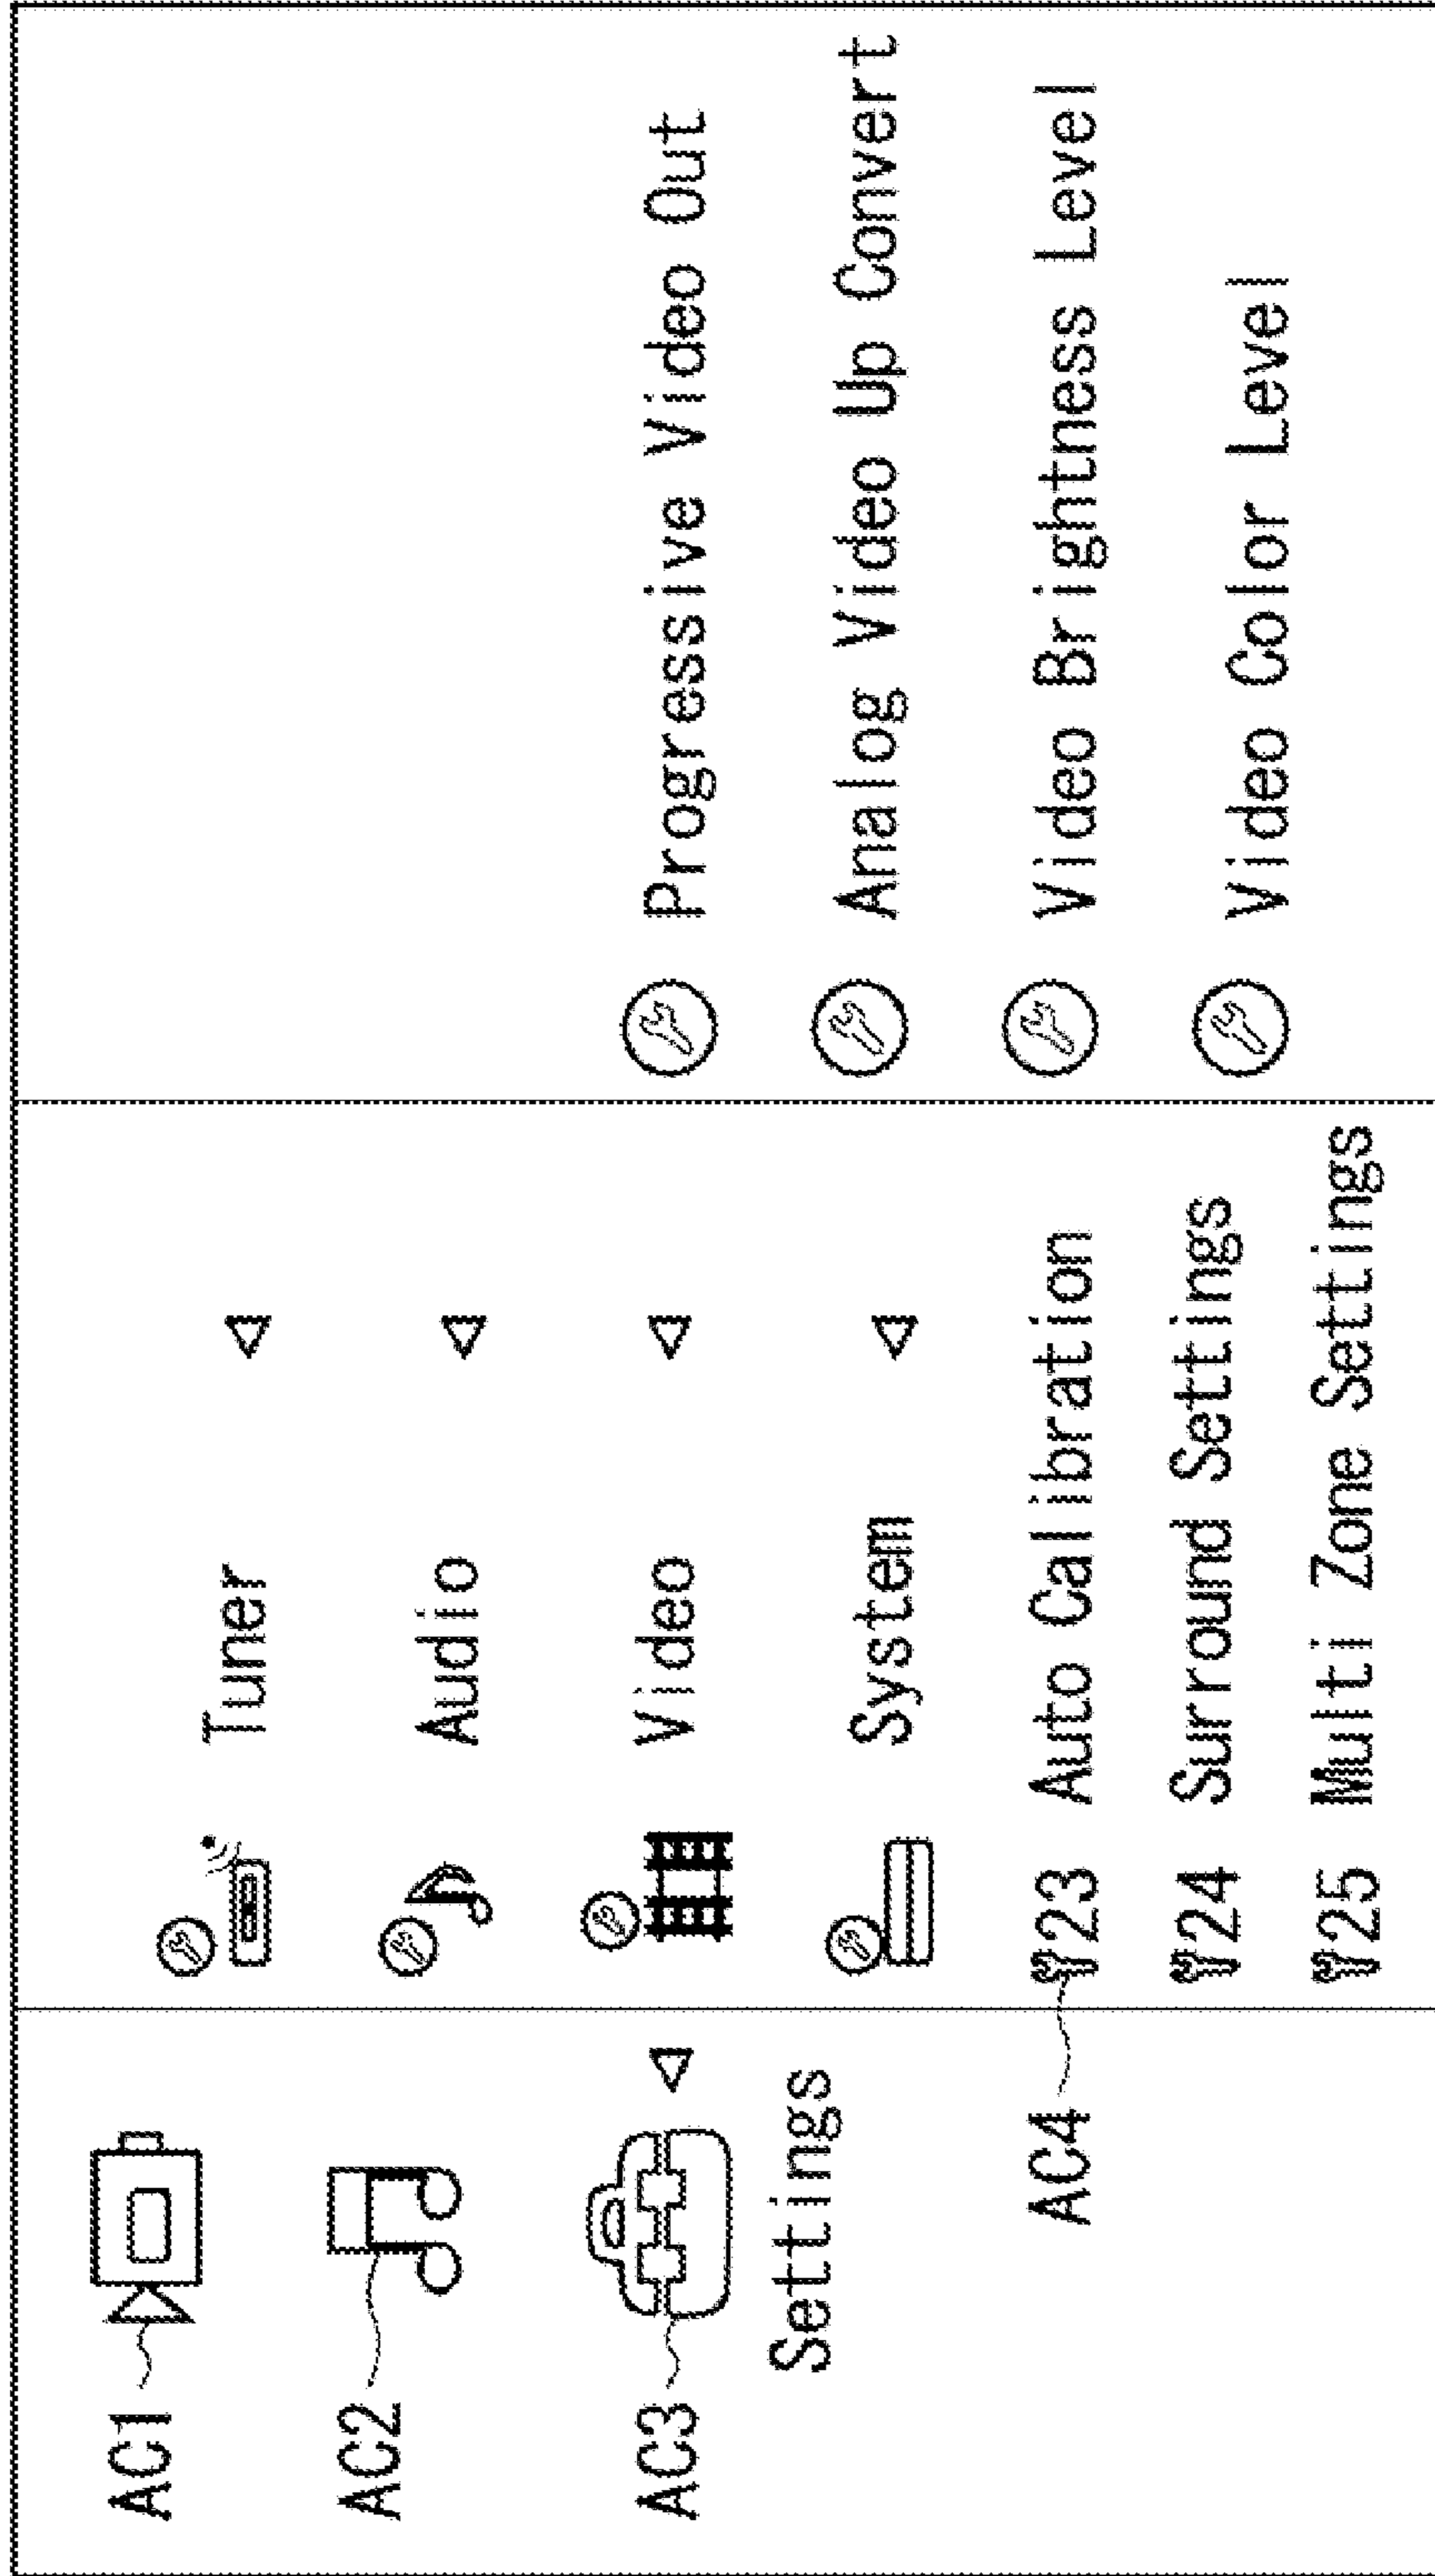 AC1
AC2
AC3
Settings
AC4
Tuner
Audio
Video
System
23 Auto Calibration
24 Surround Settings
25 Multi Zone Settings
Progressive Video Out
Analog Video Up Convert
Video Brightness Level
Video Color Level